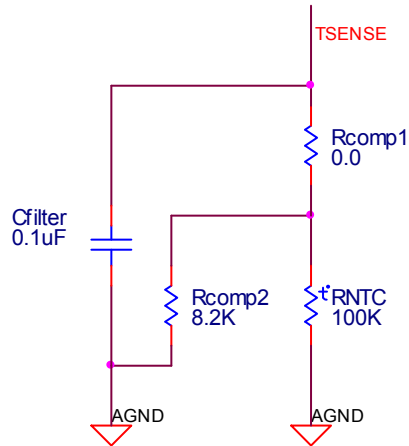 TSENSE
Rcomp1
0.0
Cfilter
0.1uF
Rcomp2
8.2K
t°
RNTC
100K
AGND
AGND